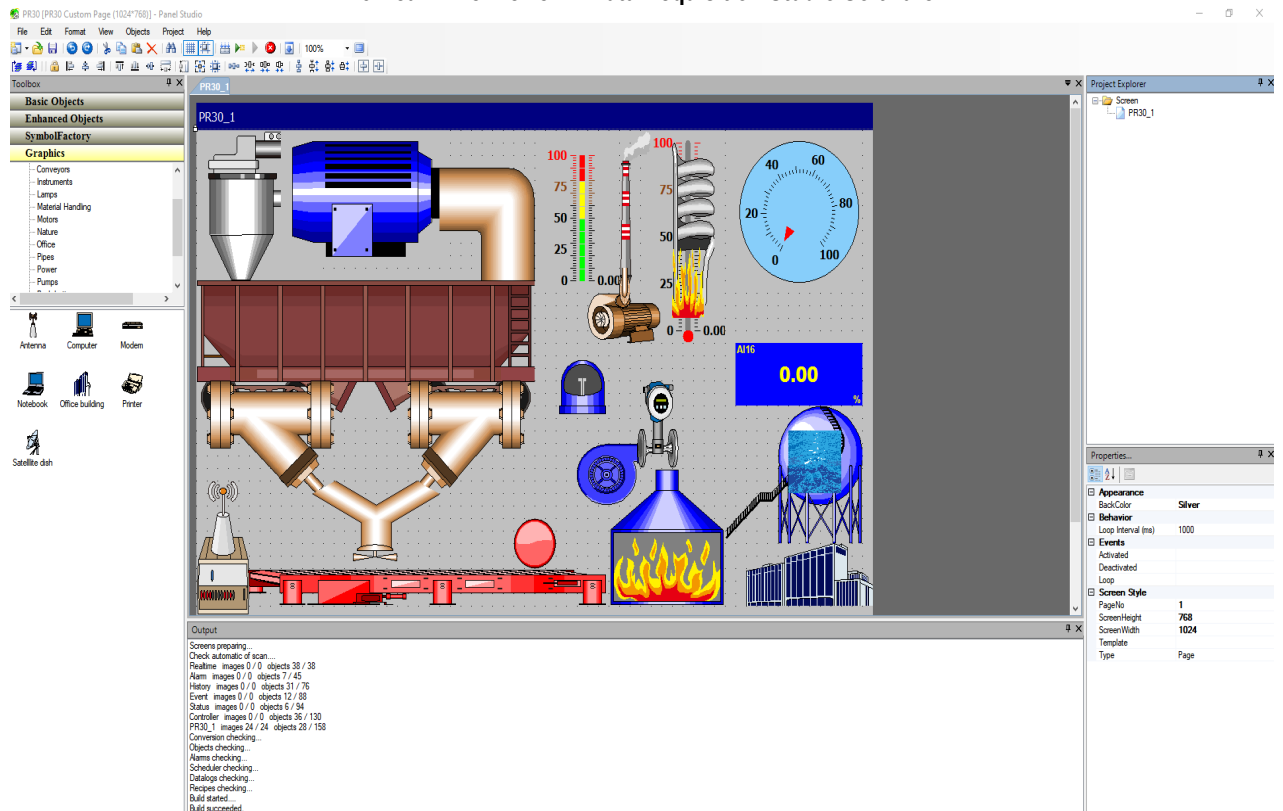 PR30 [PR30 Custom Page (1024*768)] - Panel Studio
File Edit Format View Objects Project Help
100%
Toolbox
Basic Objects
Enhanced Objects
SymbolFactory
Graphics
Conveyors
Instruments
Lamps
Material Handling
Motors
Nature
Office
Pipes
Power
Pumps
Antenna Computer Modem
Notebook Office building Printer
Satellite dish
PR30_1
PR30_1
100
75
50
25
0
0.00
100
75
50
25
0
0.00
0
20
40
60
80
100
AI16
0.00
%
Output
Screens preparing...
Check automatic of scan....
Realtime images 0 / 0 objects 38 / 38
Alarm images 0 / 0 objects 7 / 45
History images 0 / 0 objects 31 / 76
Event images 0 / 0 objects 12 / 88
Status images 0 / 0 objects 6 / 94
Controller images 0 / 0 objects 36 / 130
PR30_1 images 24 / 24 objects 28 / 158
Conversion checking...
Objects checking...
Alarms checking...
Scheduler checking...
Datalogs checking...
Recipes checking...
Build started....
Build succeeded.
Project Explorer
Screen
PR30_1
Properties...
Appearance
BackColor Silver
Behavior
Loop Interval (ms) 1000
Events
Activated
Deactivated
Loop
Screen Style
PageNo 1
ScreenHeight 768
ScreenWidth 1024
Template
Type Page